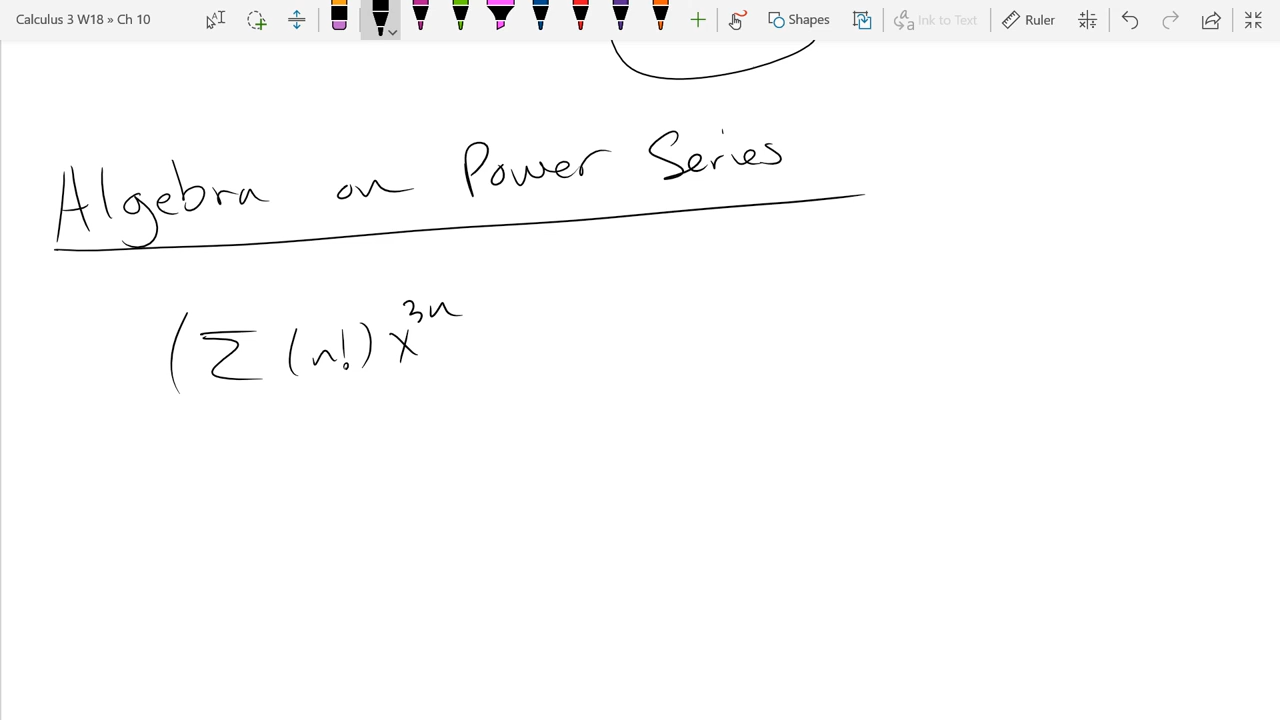 Calculus 3 W18 » Ch 10
Shapes
Ink to Text
Ruler
Algebra on Power Series
(Σ (n!) x^3n